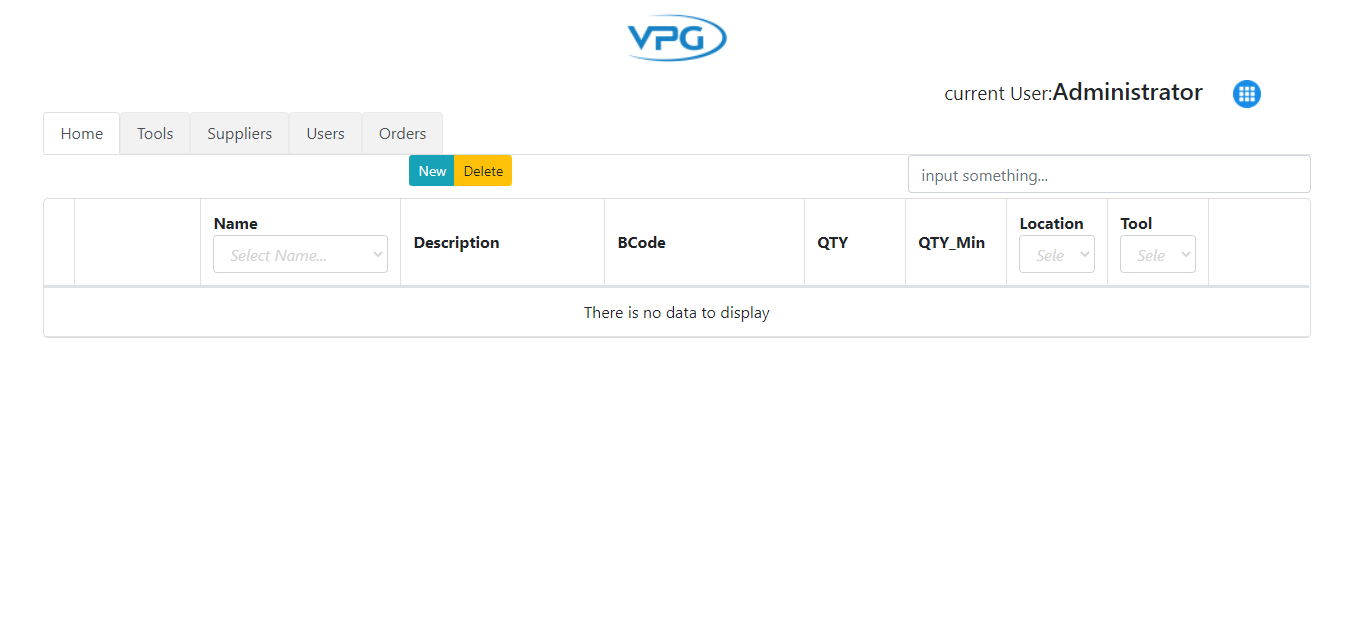 VPG
current User:Administrator
Home Tools Suppliers Users Orders
New Delete input something...
Name Description BCode QTY QTY_Min Location Tool
Select Name... Sele Sele
There is no data to display